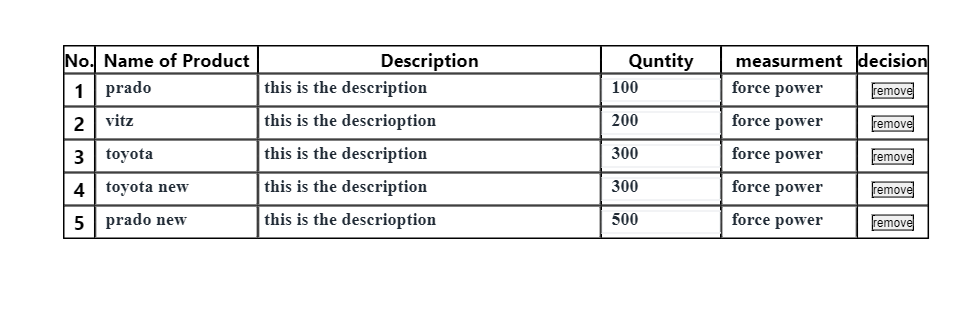 No. Name of Product Description Quntity measurment decision
1 prado this is the description 100 force power remove
2 vitz this is the descrioption 200 force power remove
3 toyota this is the description 300 force power remove
4 toyota new this is the description 300 force power remove
5 prado new this is the descrioption 500 force power remove